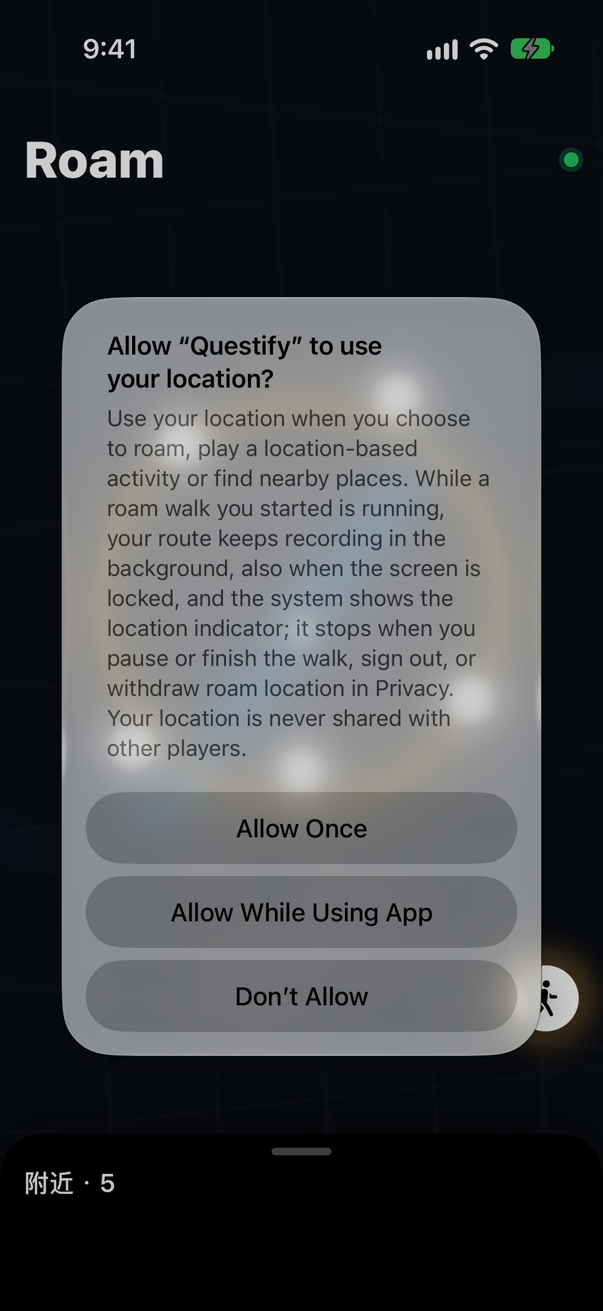 9:41
Roam
Allow “Questify” to use
your location?
Use your location when you choose
to roam, play a location-based
activity or find nearby places. While a
roam walk you started is running,
your route keeps recording in the
background, also when the screen is
locked, and the system shows the
location indicator; it stops when you
pause or finish the walk, sign out, or
withdraw roam location in Privacy.
Your location is never shared with
other players.
Allow Once
Allow While Using App
Don’t Allow
附近 · 5